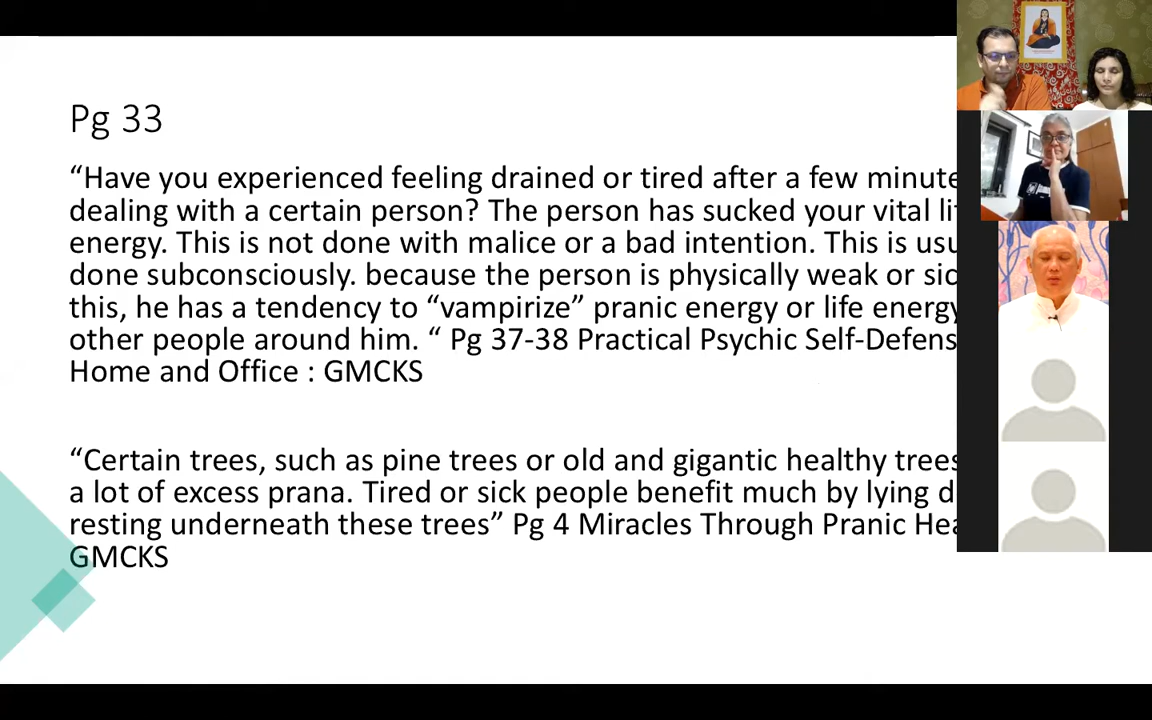 Pg 33
“Have you experienced feeling drained or tired after a few minute
dealing with a certain person? The person has sucked your vital li
energy. This is not done with malice or a bad intention. This is usu
done subconsciously. because the person is physically weak or sic
this, he has a tendency to “vampirize” pranic energy or life energy
other people around him. “ Pg 37-38 Practical Psychic Self-Defens
Home and Office : GMCKS
“Certain trees, such as pine trees or old and gigantic healthy trees
a lot of excess prana. Tired or sick people benefit much by lying d
resting underneath these trees” Pg 4 Miracles Through Pranic Hea
GMCKS